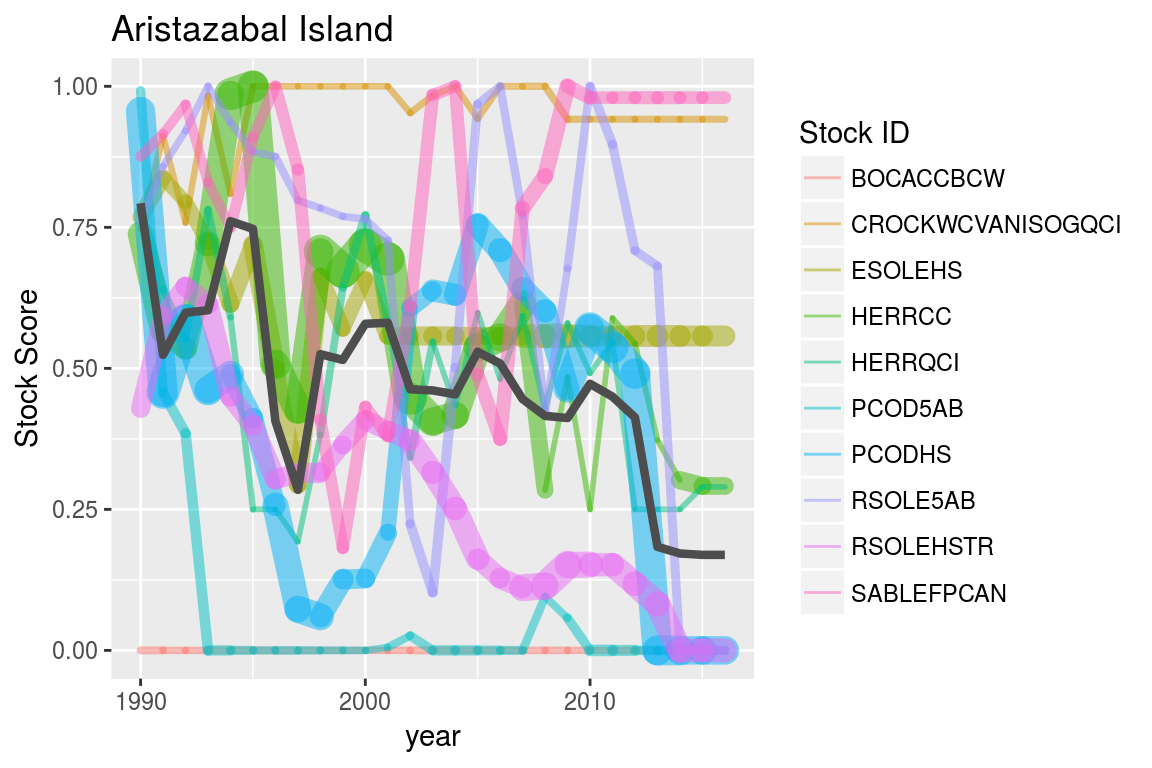 Aristazabal Island
Stock Score
1.00
0.75
0.50
0.25
0.00
1990
2000
2010
year
Stock ID
BOCACCBCW
CROCKWCVANISOGQCI
ESOLEHS
HERRCC
HERRQCI
PCOD5AB
PCODHS
RSOLE5AB
RSOLEHSTR
SABLEFPCAN